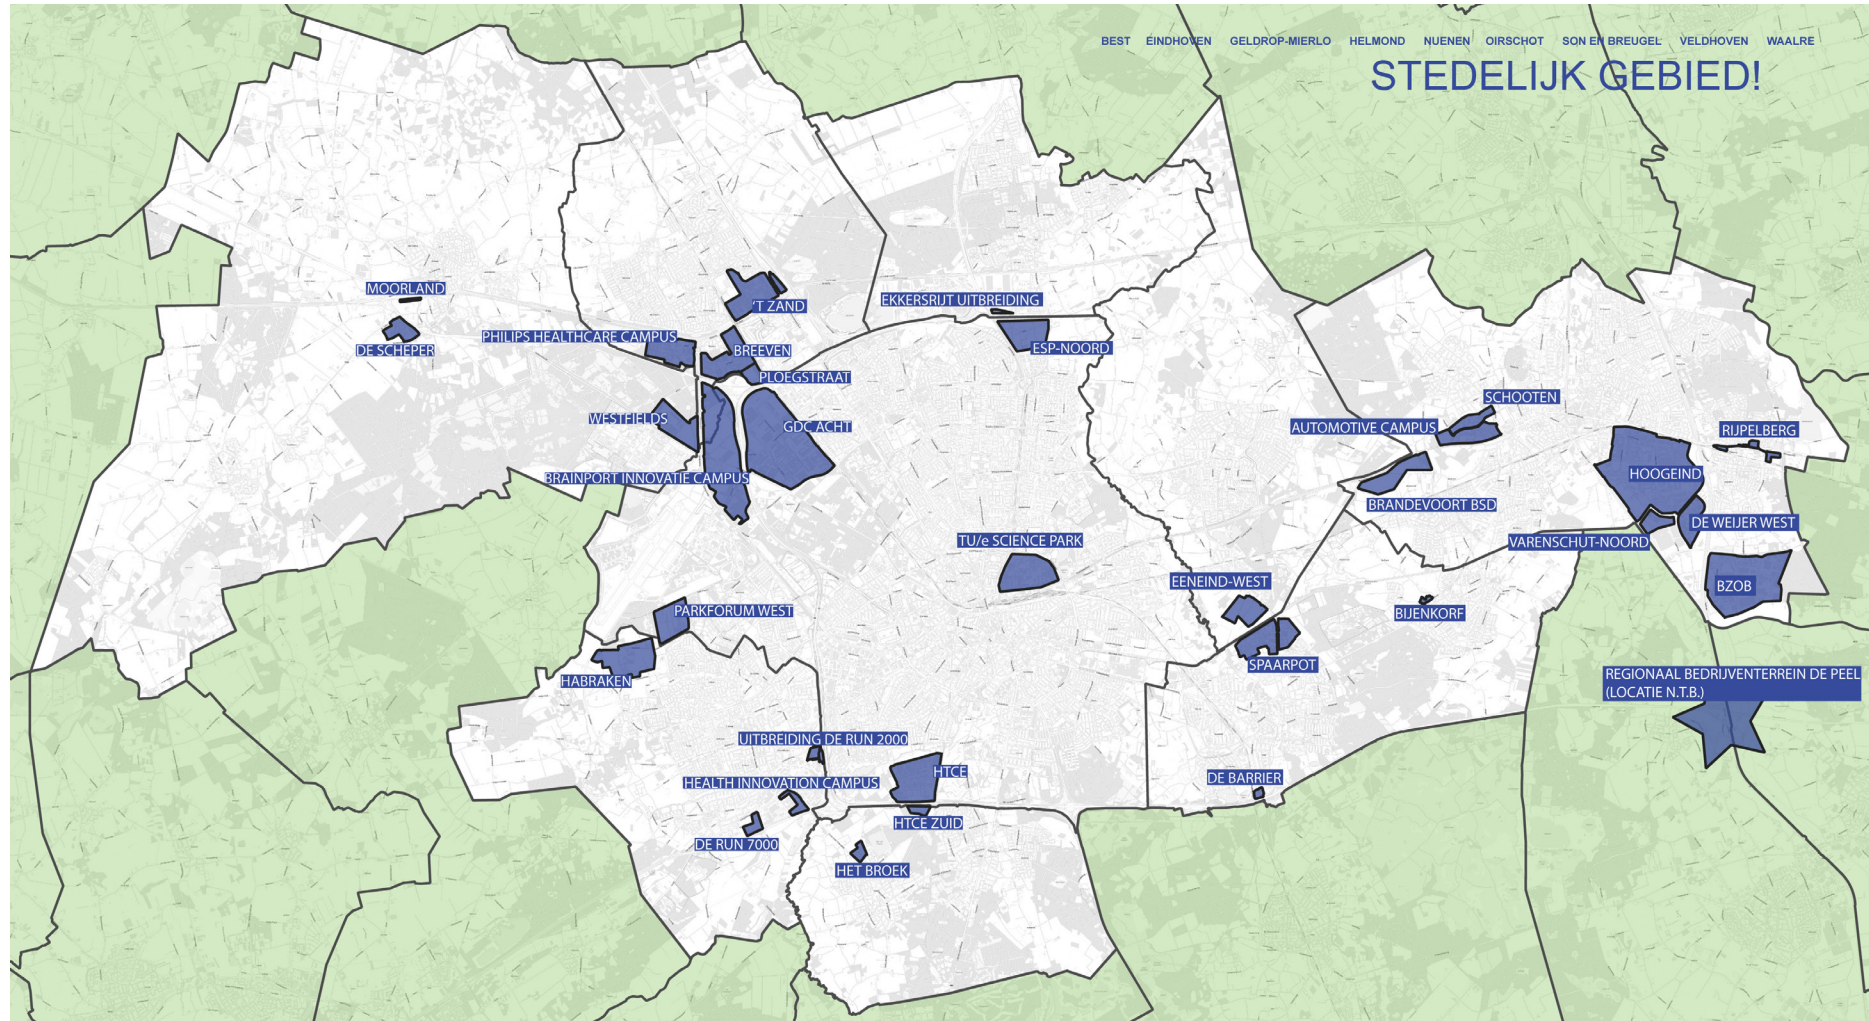 BEST EINDHOVEN GELDROP-MIERLO HELMOND NUENEN OIRSCHOT SON EN BREUGEL VELDHOVEN WAALRE
STEDELIJK GEBIED!
MOORLAND
DE SCHEPER
'T ZAND
EKKERSRIJT UITBREIDING
PHILIPS HEALTHCARE CAMPUS
BREEVEN
ESP-NOORD
PLOEGSTRAAT
WESTFIELDS
GDC ACHT
BRAINPORT INNOVATIE CAMPUS
SCHOOTEN
AUTOMOTIVE CAMPUS
RIJPELBERG
HOOGEIND
BRANDEVOORT BSD
DE WEIJER WEST
VARENSCHUT-NOORD
BZOB
TU/e SCIENCE PARK
EENEIND-WEST
BIJENKORF
PARKFORUM WEST
SPAARPOT
HABRAKEN
REGIONAAL BEDRIJVENTERREIN DE PEEL
(LOCATIE N.T.B.)
UITBREIDING DE RUN 2000
HTCE
HEALTH INNOVATION CAMPUS
DE BARRIER
HTCE ZUID
DE RUN 7000
HET BROEK